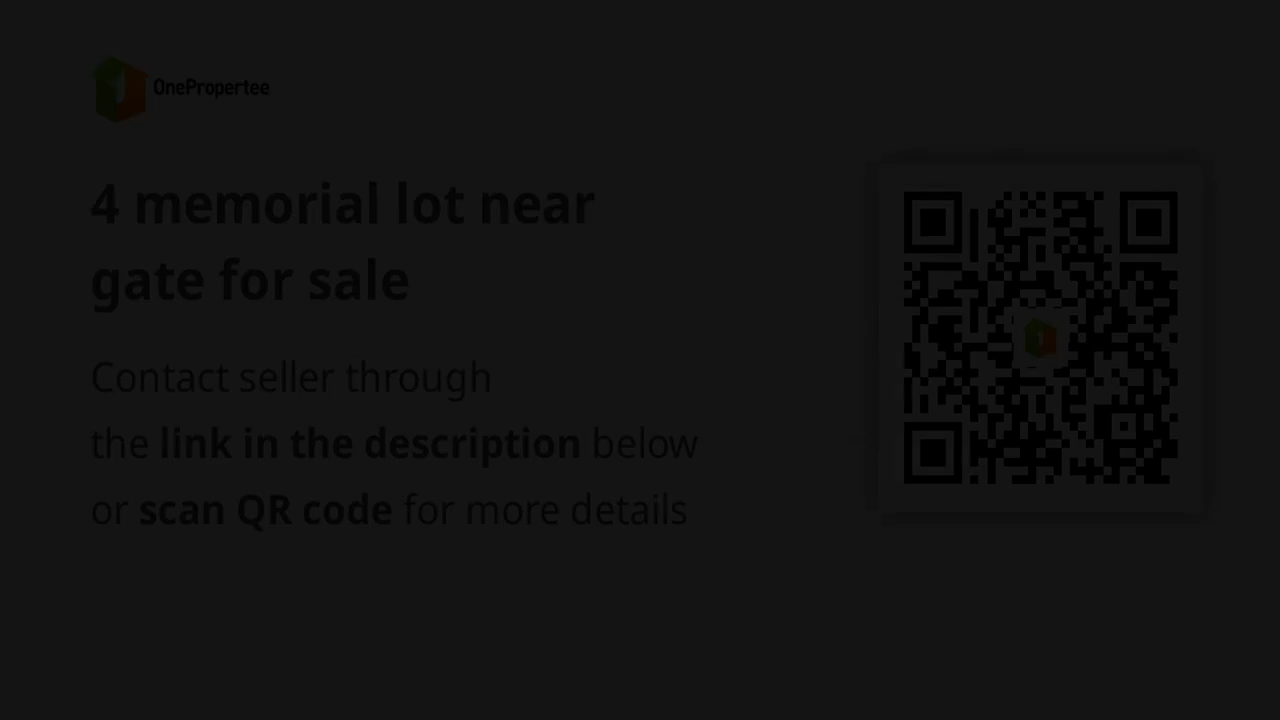 OnePropertee
4 memorial lot near
gate for sale
Contact seller through
the link in the description below
or scan QR code for more details